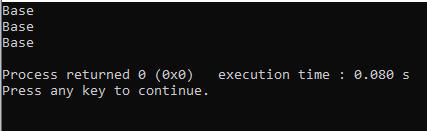 Base
Base
Base
Process returned 0 (0x0)   execution time : 0.080 s
Press any key to continue.